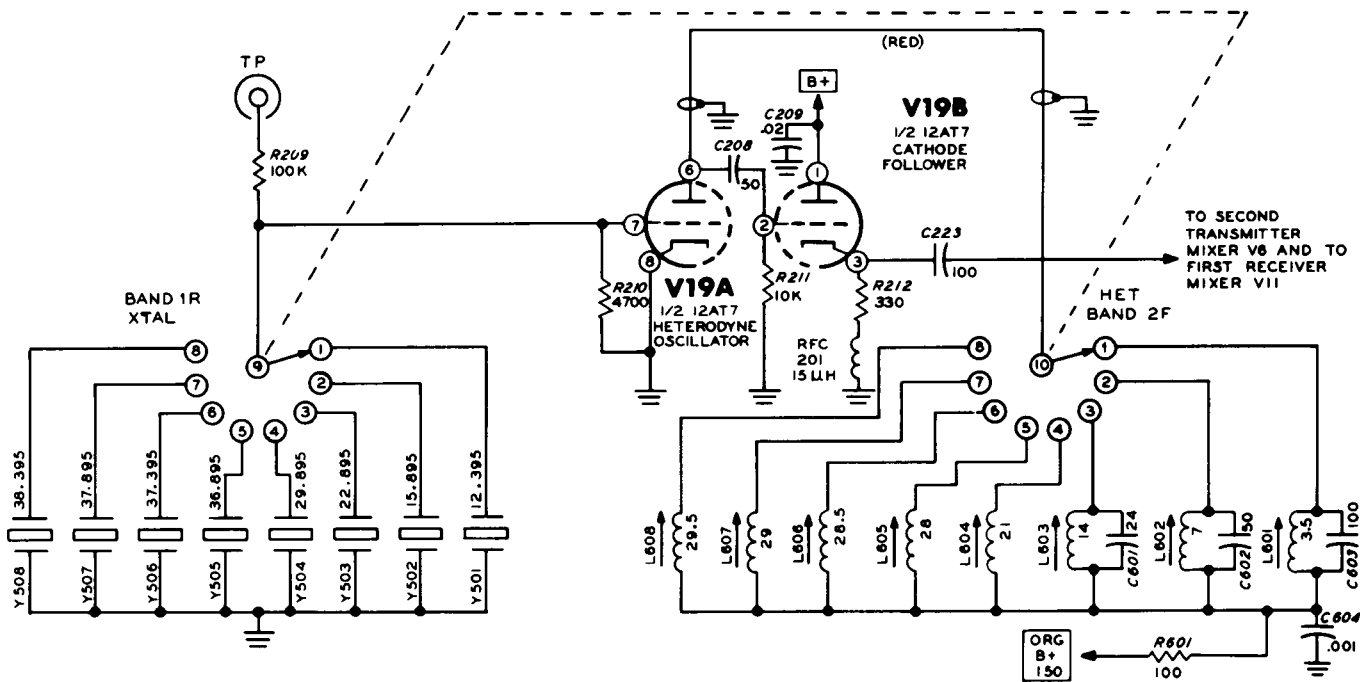 TP
R209
100K
(RED)
B+
C209
.02
V19B
1/2 12AT7
CATHODE
FOLLOWER
C208
50
6
1
7
2
8
3
C223
100
TO SECOND
TRANSMITTER
MIXER V6 AND TO
FIRST RECEIVER
MIXER V11
R210
4700
V19A
1/2 12AT7
HETERODYNE
OSCILLATOR
R211
10K
R212
330
RFC
201
15 µH
BAND 1R
XTAL
HET
BAND 2F
8
9
1
7
2
6
3
5
4
8
10
1
7
2
6
3
5
4
38.395
37.895
37.395
36.895
29.895
22.895
15.895
12.395
Y508
Y507
Y506
Y505
Y504
Y503
Y502
Y501
L608
29.5
L607
29
L606
28.5
L605
28
L604
21
L603
14
24
C601
L602
7
50
C602
L601
3.5
100
C603
C604
.001
ORG
B+
150
R601
100